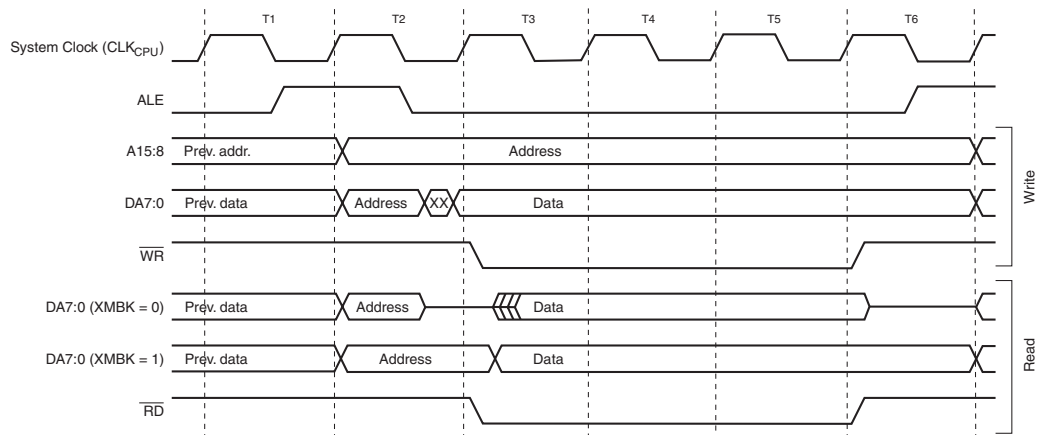 T1 T2 T3 T4 T5 T6
System Clock (CLKCPU)
ALE
A15:8 Prev. addr. Address
DA7:0 Prev. data Address XX Data
WR
Write
DA7:0 (XMBK = 0) Prev. data Address Data
DA7:0 (XMBK = 1) Prev. data Address Data
RD
Read